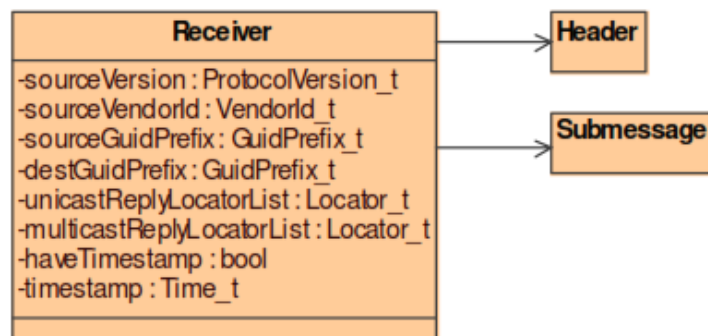 Receiver
-sourceVersion : ProtocolVersion_t
-sourceVendorId : VendorId_t
-sourceGuidPrefix : GuidPrefix_t
-destGuidPrefix : GuidPrefix_t
-unicastReplyLocatorList : Locator_t
-multicastReplyLocatorList : Locator_t
-haveTimestamp : bool
-timestamp : Time_t
Header
Submessage